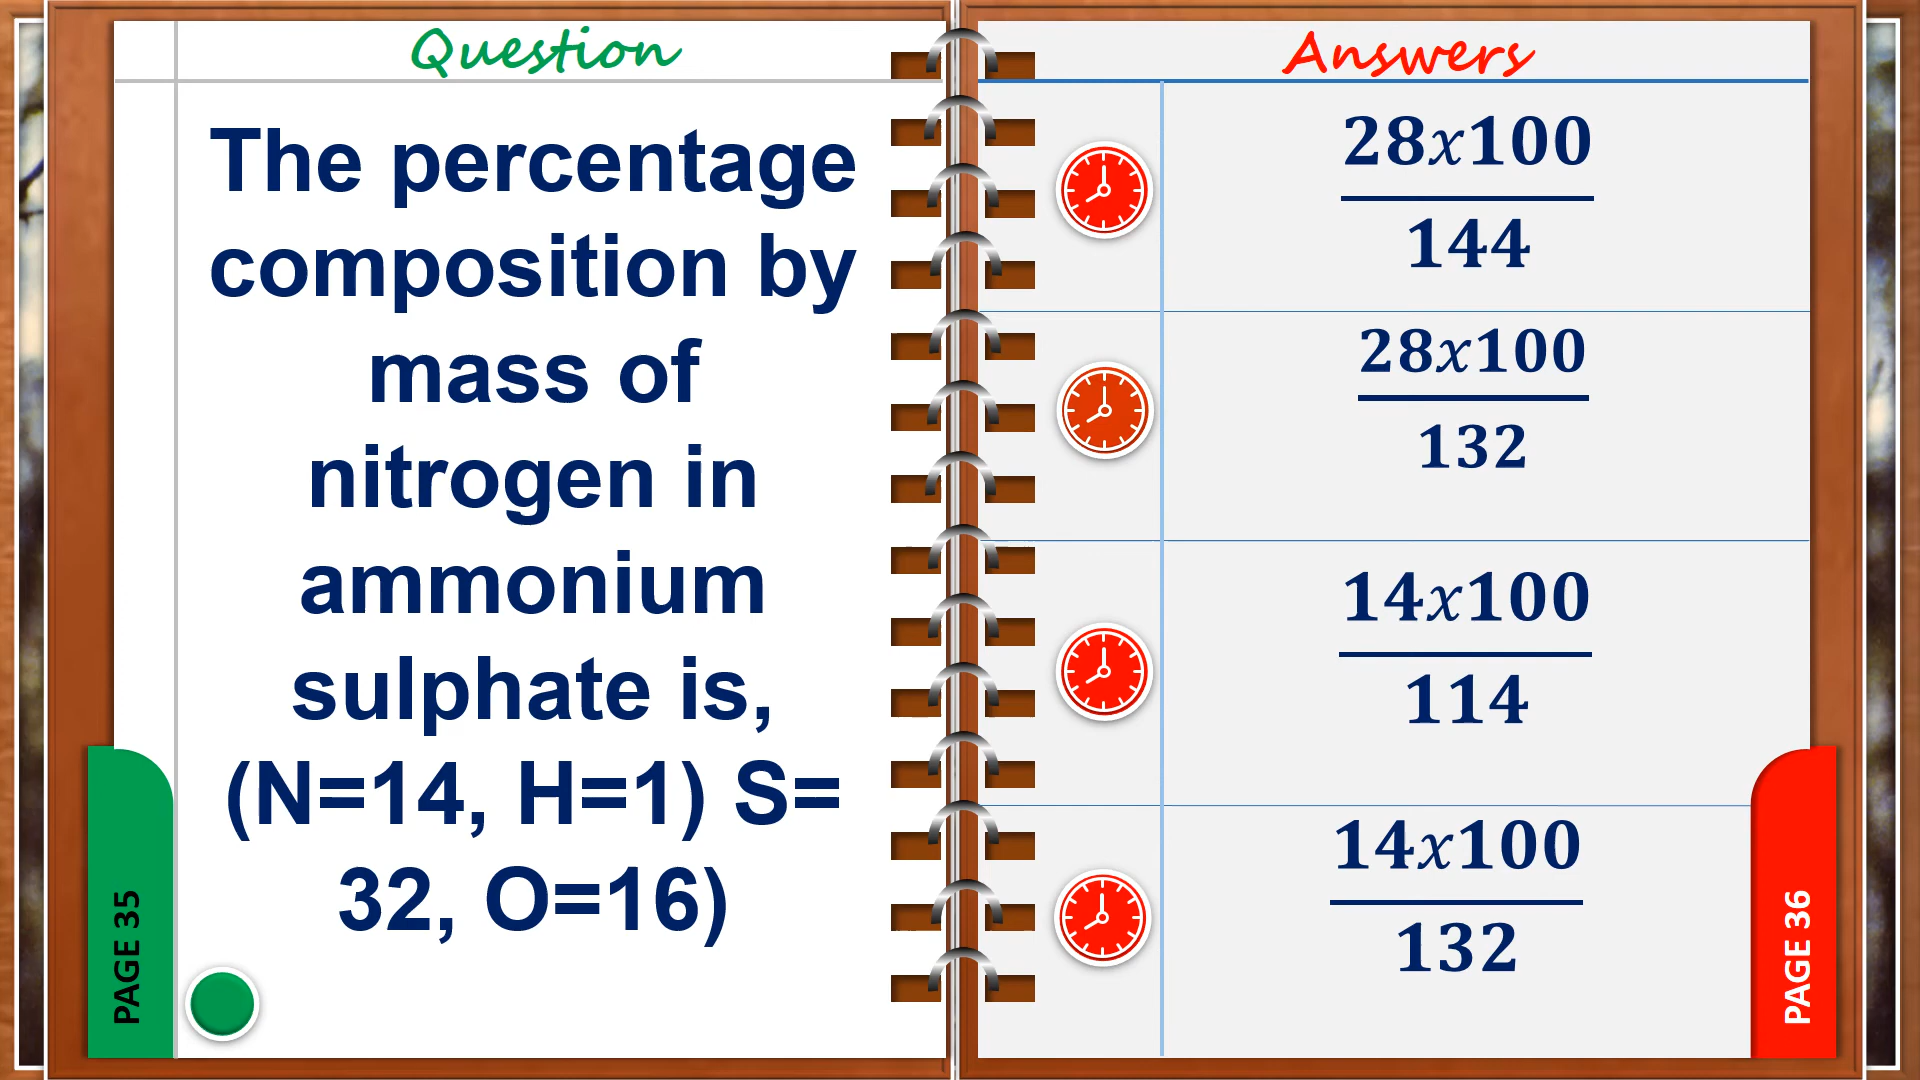 Question
The percentage
composition by
mass of
nitrogen in
ammonium
sulphate is,
(N=14, H=1) S=
32, O=16)
PAGE 35
Answers
28x100
144
28x100
132
14x100
114
14x100
132
PAGE 36